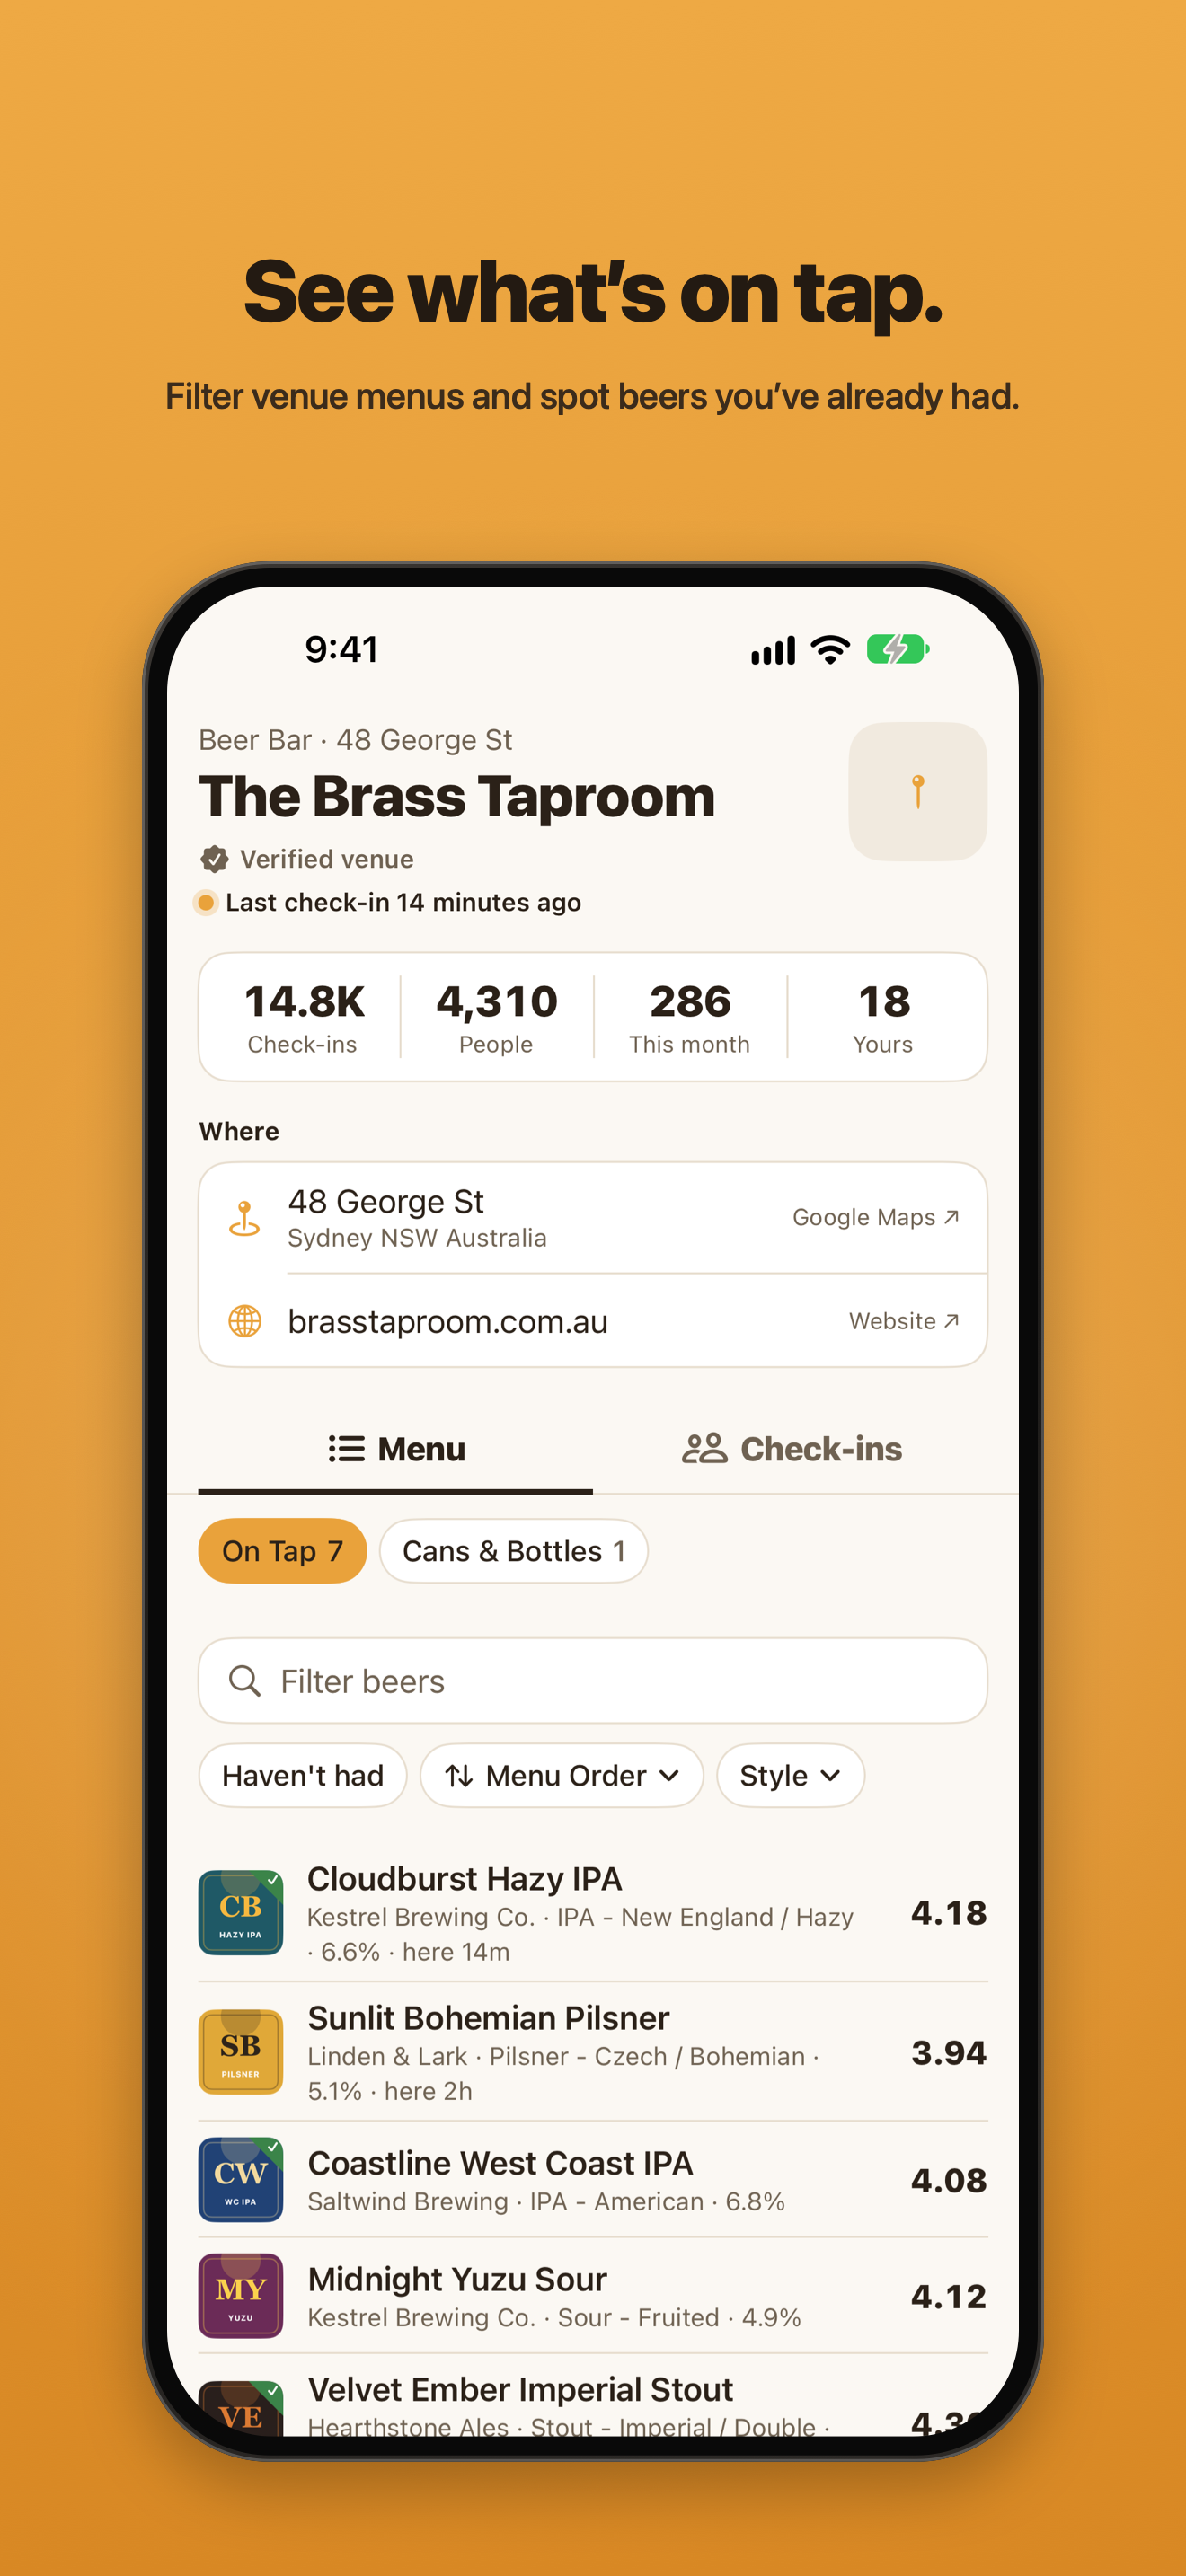 See what’s on tap.
Filter venue menus and spot beers you’ve already had.
9:41
Beer Bar · 48 George St
The Brass Taproom
Verified venue
Last check-in 14 minutes ago
14.8K 4,310 286 18
Check-ins People This month Yours
Where
48 George St
Sydney NSW Australia
Google Maps ↗
brasstaproom.com.au
Website ↗
Menu Check-ins
On Tap 7 Cans & Bottles 1
Filter beers
Haven't had Menu Order Style
CB
HAZY IPA
Cloudburst Hazy IPA
Kestrel Brewing Co. · IPA - New England / Hazy
· 6.6% · here 14m
4.18
SB
PILSNER
Sunlit Bohemian Pilsner
Linden & Lark · Pilsner - Czech / Bohemian ·
5.1% · here 2h
3.94
CW
WC IPA
Coastline West Coast IPA
Saltwind Brewing · IPA - American · 6.8%
4.08
MY
YUZU
Midnight Yuzu Sour
Kestrel Brewing Co. · Sour - Fruited · 4.9%
4.12
VE
Velvet Ember Imperial Stout
Hearthstone Ales · Stout - Imperial / Double ·